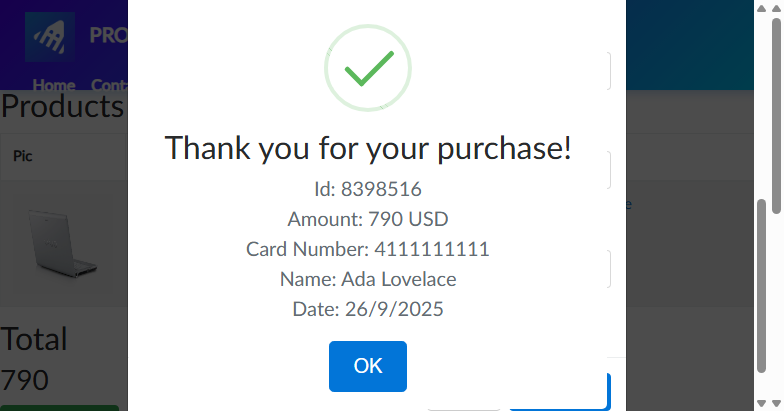 PRO
Home Cont
Products
Pic
Thank you for your purchase!
Id: 8398516
Amount: 790 USD
Card Number: 4111111111
Name: Ada Lovelace
Date: 26/9/2025
OK
Total
790